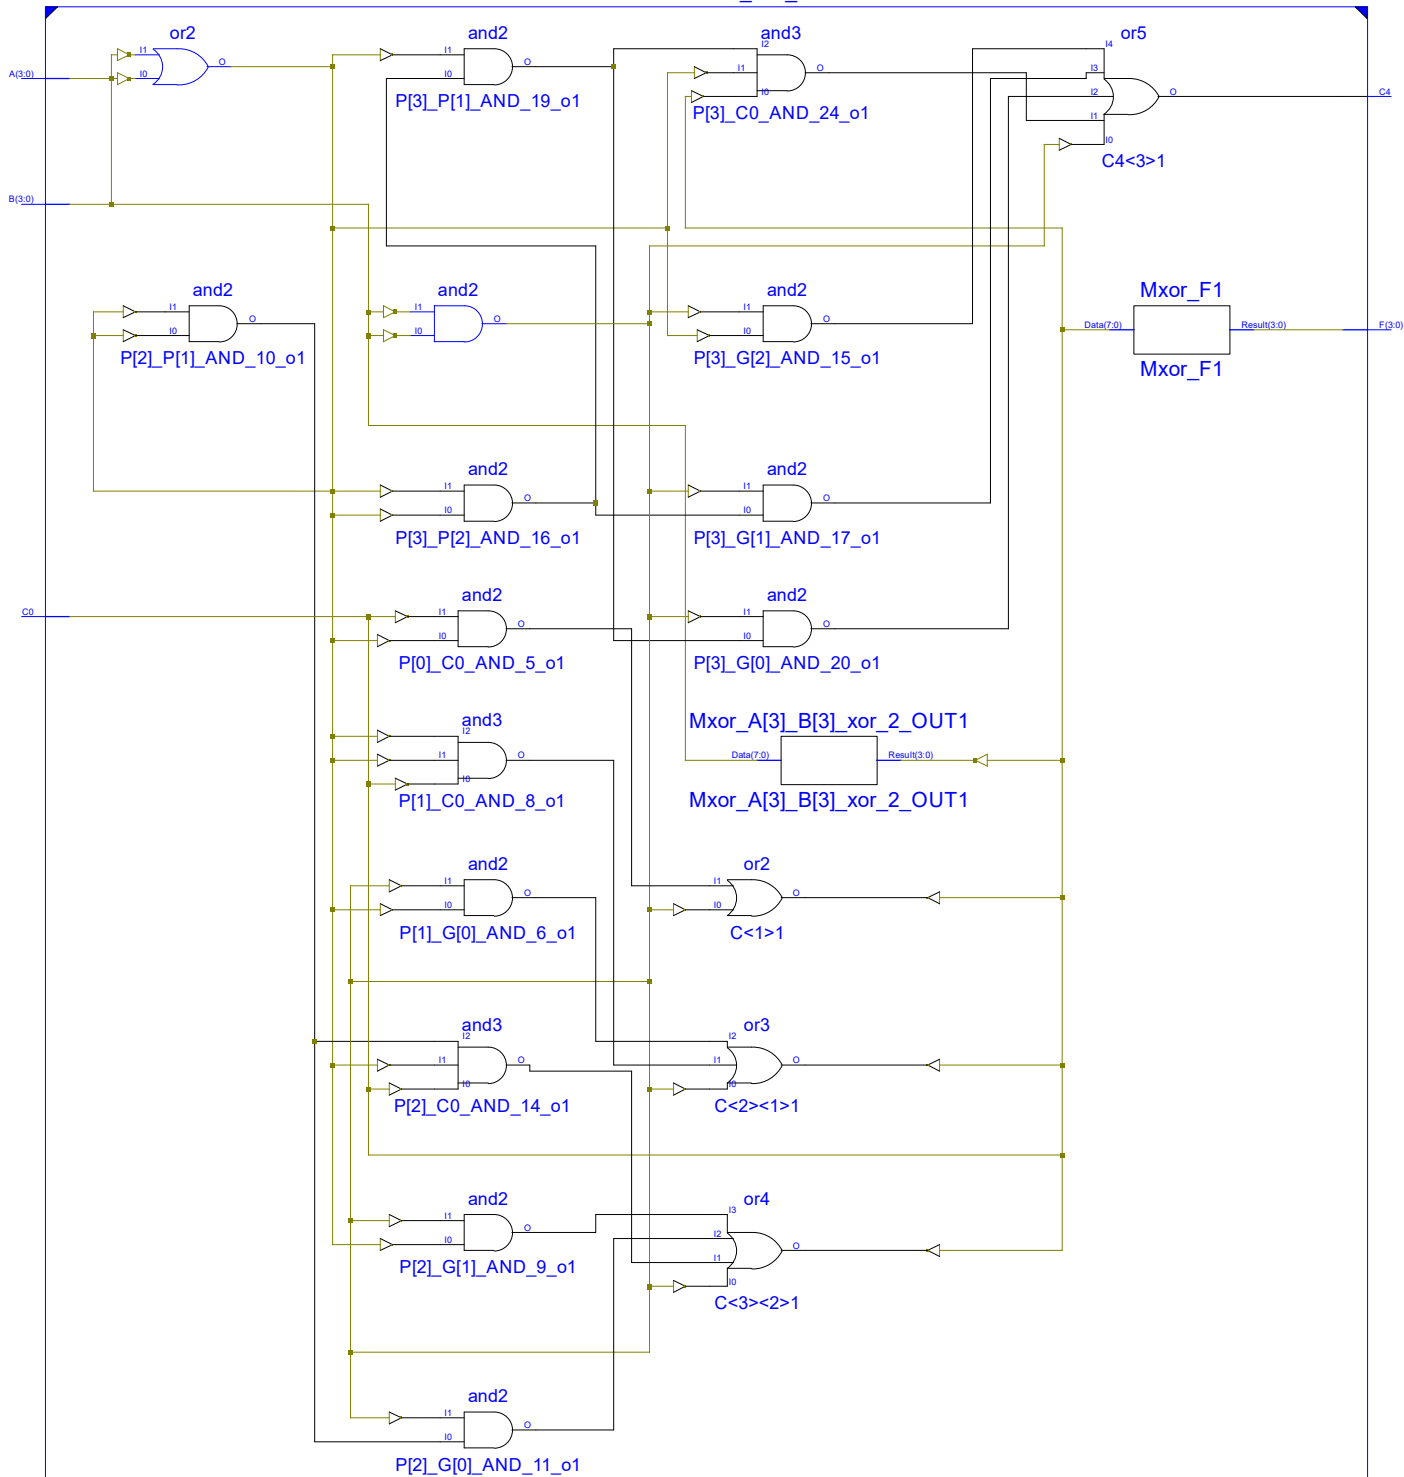 or2
and2
and3
or5
I1
O
I0
I1
O
I0
I2
I1
O
I0
I4
I3
I2
O
I1
I0
A(3:0)
C4
P[3]_P[1]_AND_19_o1
P[3]_C0_AND_24_o1
C4<3>1
B(3:0)
and2
and2
and2
Mxor_F1
I1
O
I0
I1
O
I0
I1
O
I0
Data(7:0)
Result(3:0)
F(3:0)
P[2]_P[1]_AND_10_o1
P[3]_G[2]_AND_15_o1
Mxor_F1
and2
and2
I1
O
I0
I1
O
I0
P[3]_P[2]_AND_16_o1
P[3]_G[1]_AND_17_o1
and2
and2
C0
I1
O
I0
I1
O
I0
P[0]_C0_AND_5_o1
P[3]_G[0]_AND_20_o1
and3
Mxor_A[3]_B[3]_xor_2_OUT1
I2
I1
O
I0
Data(7:0)
Result(3:0)
P[1]_C0_AND_8_o1
Mxor_A[3]_B[3]_xor_2_OUT1
and2
or2
I1
O
I0
I1
O
I0
P[1]_G[0]_AND_6_o1
C<1>1
and3
or3
I2
I1
O
I0
I2
I1
O
I0
P[2]_C0_AND_14_o1
C<2><1>1
and2
or4
I1
O
I0
I3
I2
O
I1
I0
P[2]_G[1]_AND_9_o1
C<3><2>1
and2
I1
O
I0
P[2]_G[0]_AND_11_o1